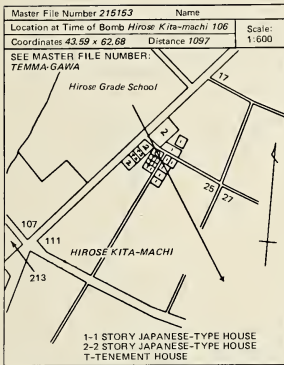 Master File Number 215153 Name
Location at Time of Bomb Hirose Kita-machi 106
Scale:
1:600
Coordinates 43.59 × 62.68 Distance 1097
SEE MASTER FILE NUMBER:
TEMMA-GAWA
17
Hirose Grade School
2
25
27
107
111
HIROSE KITA-MACHI
213
1-1 STORY JAPANESE-TYPE HOUSE
2-2 STORY JAPANESE-TYPE HOUSE
T-TENEMENT HOUSE